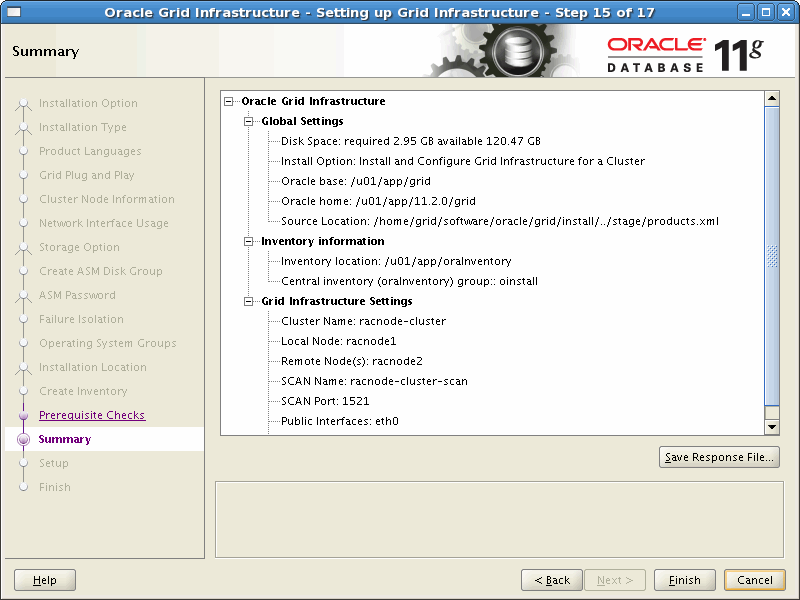 Oracle Grid Infrastructure - Setting up Grid Infrastructure - Step 15 of 17
Summary
ORACLE
DATABASE 11g
Installation Option
Installation Type
Product Languages
Grid Plug and Play
Cluster Node Information
Network Interface Usage
Storage Option
Create ASM Disk Group
ASM Password
Failure Isolation
Operating System Groups
Installation Location
Create Inventory
Prerequisite Checks
Summary
Setup
Finish
Oracle Grid Infrastructure
Global Settings
Disk Space: required 2.95 GB available 120.47 GB
Install Option: Install and Configure Grid Infrastructure for a Cluster
Oracle base: /u01/app/grid
Oracle home: /u01/app/11.2.0/grid
Source Location: /home/grid/software/oracle/grid/install/../stage/products.xml
Inventory information
Inventory location: /u01/app/oraInventory
Central inventory (oraInventory) group:: oinstall
Grid Infrastructure Settings
Cluster Name: racnode-cluster
Local Node: racnode1
Remote Node(s): racnode2
SCAN Name: racnode-cluster-scan
SCAN Port: 1521
Public Interfaces: eth0
Save Response File...
Help
< Back
Next >
Finish
Cancel